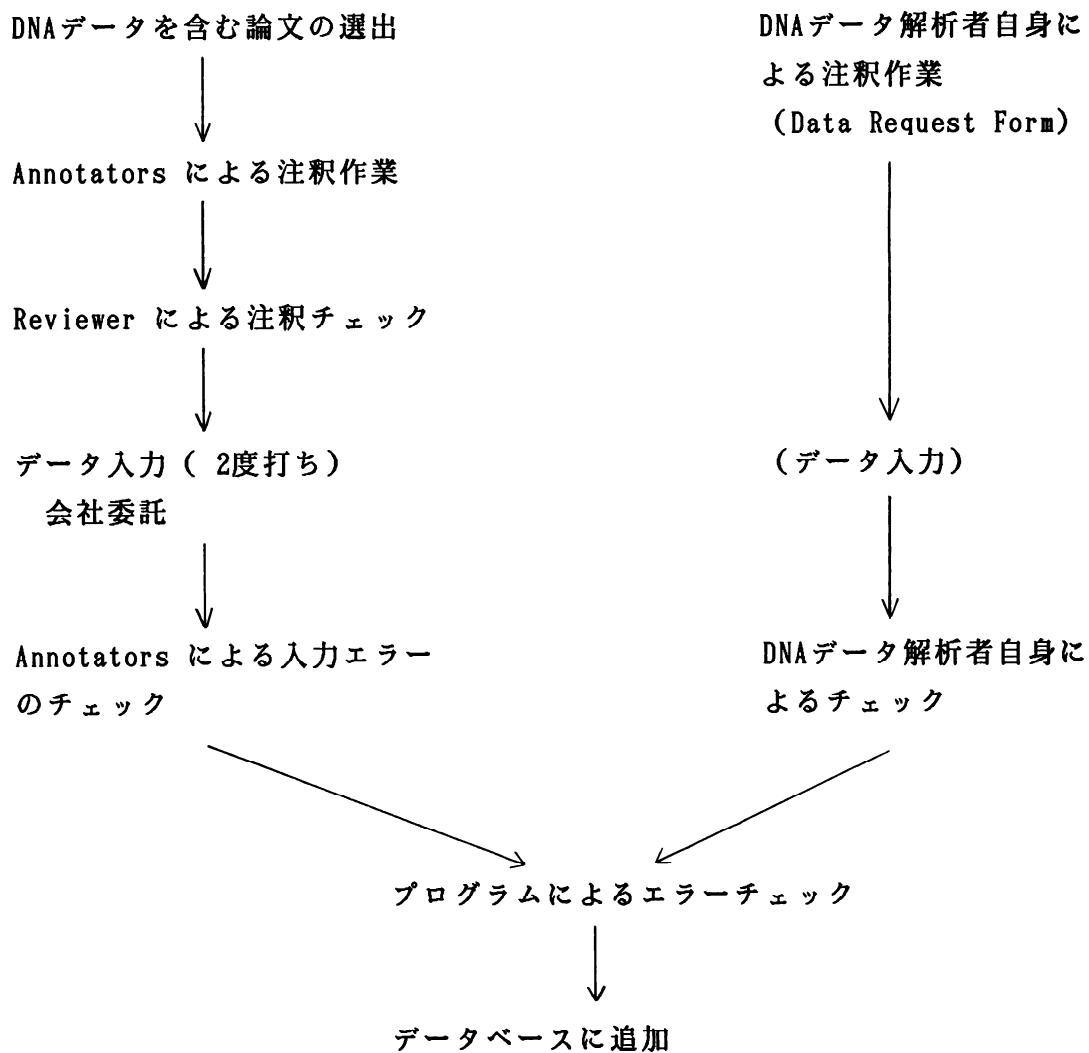 DNAデータを含む論文の選出
Annotators による注釈作業
Reviewer による注釈チェック
データ入力( 2度打ち)
会社委託
Annotators による入力エラー
のチェック
DNAデータ解析者自身に
よる注釈作業
(Data Request Form)
(データ入力)
DNAデータ解析者自身に
よるチェック
プログラムによるエラーチェック
データベースに追加